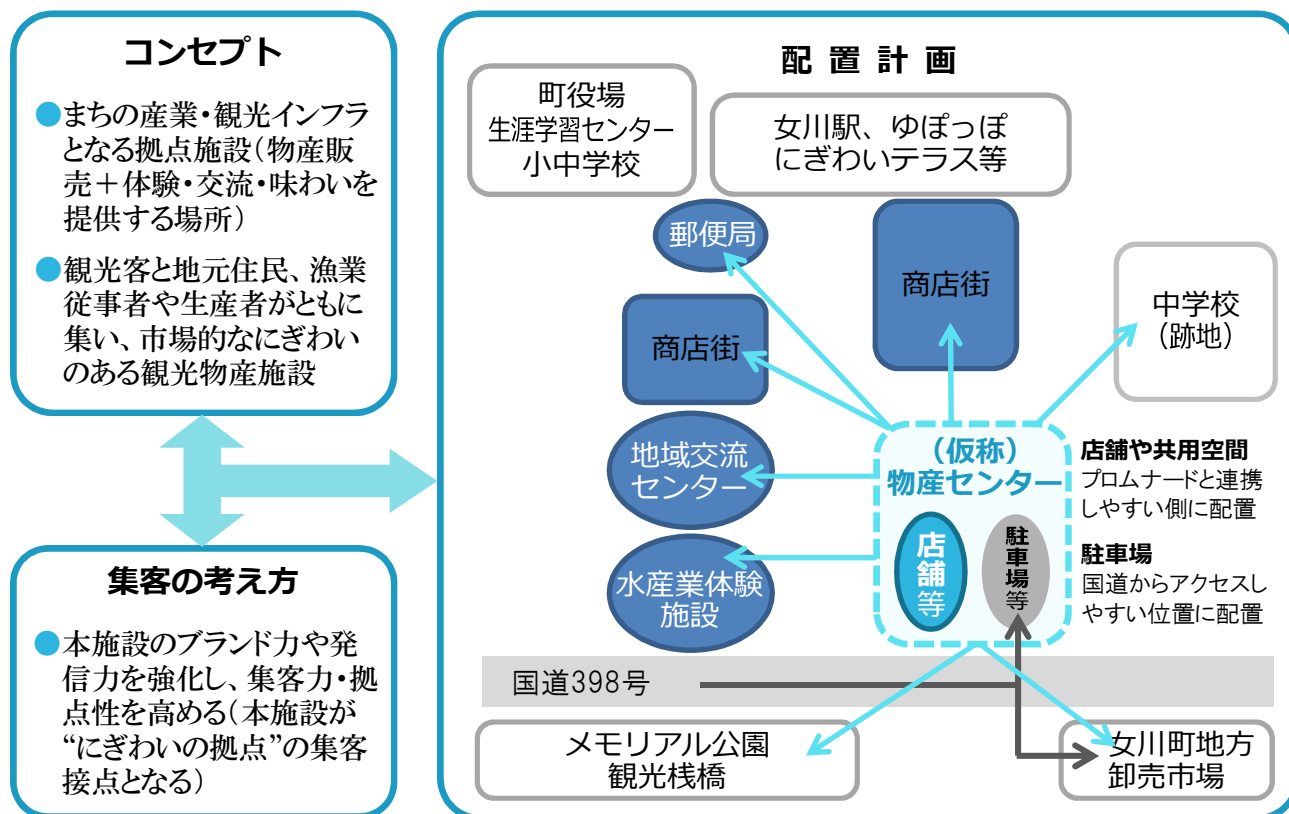 コンセプト
●まちの産業・観光インフラ
となる拠点施設（物産販
売＋体験・交流・味わいを
提供する場所）
●観光客と地元住民、漁業
従事者や生産者がともに
集い、市場的なにぎわい
のある観光物産施設
集客の考え方
●本施設のブランド力や発
信力を強化し、集客力・拠
点性を高める（本施設が
“にぎわいの拠点”の集客
接点となる）
配置計画
町役場
生涯学習センター
小中学校
女川駅、ゆぽっぽ
にぎわいテラス等
郵便局
商店街
商店街
中学校
（跡地）
地域交流
センター
水産業体験
施設
（仮称）
物産センター
店舗等
駐車場等
店舗や共用空間
プロムナードと連携
しやすい側に配置
駐車場
国道からアクセスし
やすい位置に配置
国道398号
メモリアル公園
観光桟橋
女川町地方
卸売市場